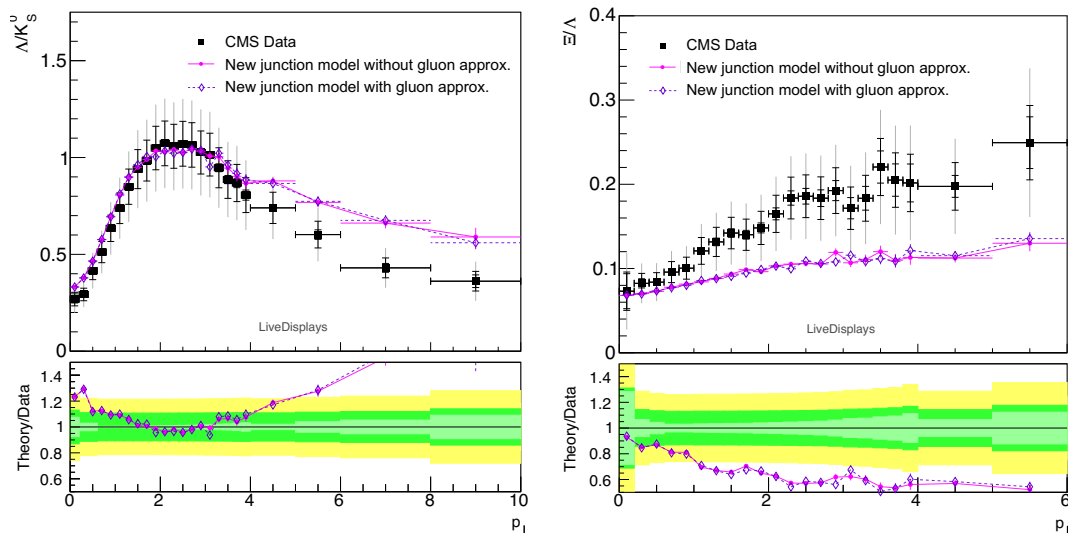 Λ/K⁰s
1.5
1
0.5
0
CMS Data
New junction model without gluon approx.
New junction model with gluon approx.
LiveDisplays
Theory/Data
1.4
1.2
1
0.8
0.6
0 2 4 6 8 10
p
Ξ/Λ
0.4
0.3
0.2
0.1
0
CMS Data
New junction model without gluon approx.
New junction model with gluon approx.
LiveDisplays
Theory/Data
1.4
1.2
1
0.8
0.6
0 2 4 6
p